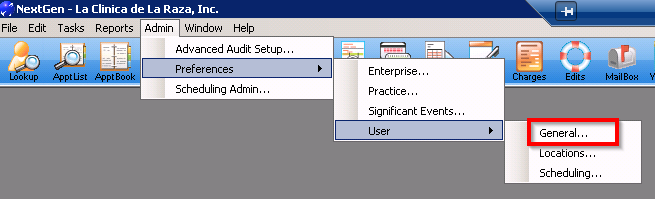 NextGen - La Clinica de La Raza, Inc.
File Edit Tasks Reports Admin Window Help
Advanced Audit Setup...
Preferences
Scheduling Admin...
Lookup ApptList ApptBook
Charges Edits MailBox
Enterprise...
Practice...
Significant Events...
User
General...
Locations...
Scheduling...